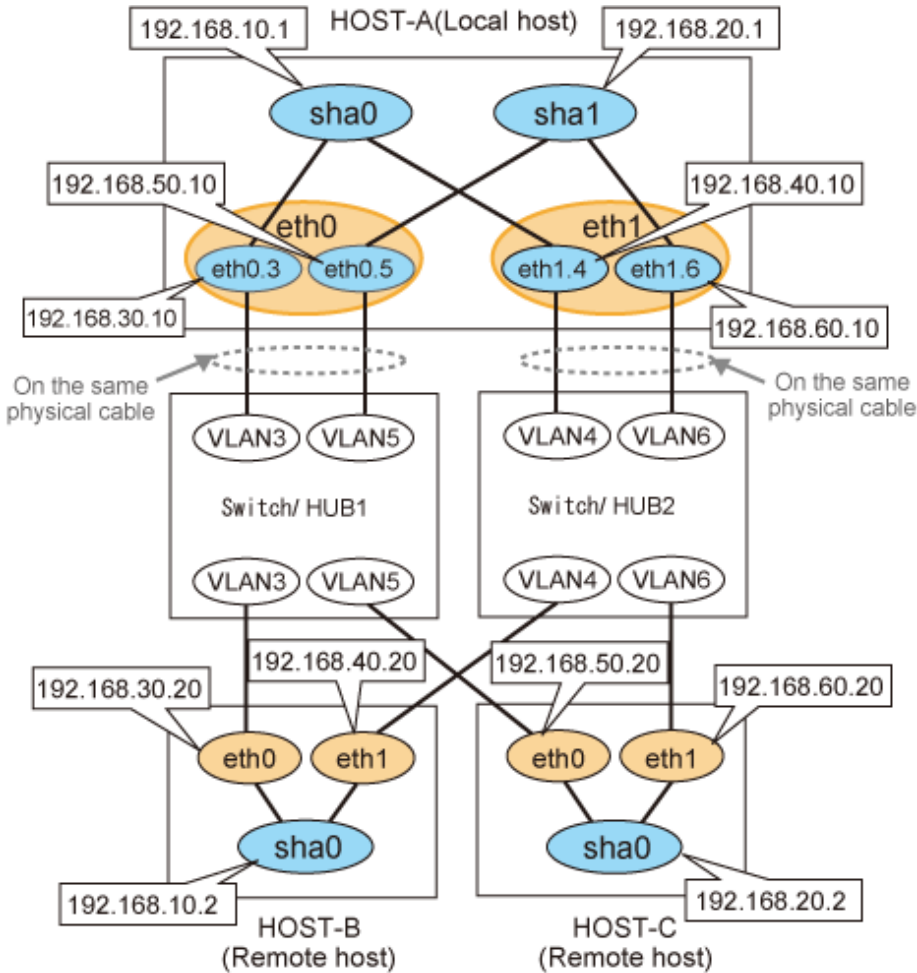 192.168.10.1
HOST-A(Local host)
192.168.20.1
sha0
sha1
192.168.50.10
192.168.40.10
eth0
eth1
eth0.3
eth0.5
eth1.4
eth1.6
192.168.30.10
192.168.60.10
On the same
physical cable
On the same
physical cable
VLAN3
VLAN5
VLAN4
VLAN6
Switch/ HUB1
Switch/ HUB2
VLAN3
VLAN5
VLAN4
VLAN6
192.168.30.20
192.168.40.20
192.168.50.20
192.168.60.20
eth0
eth1
eth0
eth1
sha0
sha0
192.168.10.2
192.168.20.2
HOST-B
(Remote host)
HOST-C
(Remote host)